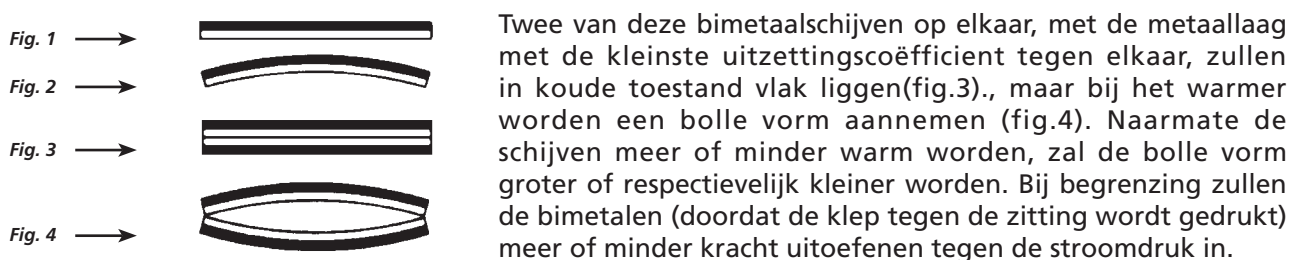 Fig. 1
Fig. 2
Fig. 3
Fig. 4
Twee van deze bimetaalschijven op elkaar, met de metaallaag
met de kleinste uitzettingscoëfficient tegen elkaar, zullen
in koude toestand vlak liggen(fig.3)., maar bij het warmer
worden een bolle vorm aannemen (fig.4). Naarmate de
schijven meer of minder warm worden, zal de bolle vorm
groter of respectievelijk kleiner worden. Bij begrenzing zullen
de bimetalen (doordat de klep tegen de zitting wordt gedrukt)
meer of minder kracht uitoefenen tegen de stroomdruk in.